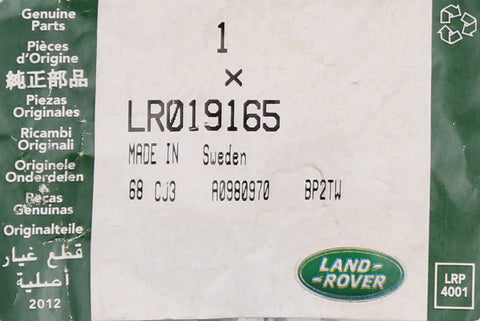 Genuine
Parts
Pièces
d'Origine
純正部品
Piezas
Originales
Ricambi
Originali
Originele
Onderdelen
Peças
Genuínas
Originalteile
قطع غيار
أصلية
2012
1
×
LR019165
MADE IN Sweden
68 CJ3 A0980970 BP2TW
LAND-
-ROVER
LRP
4001